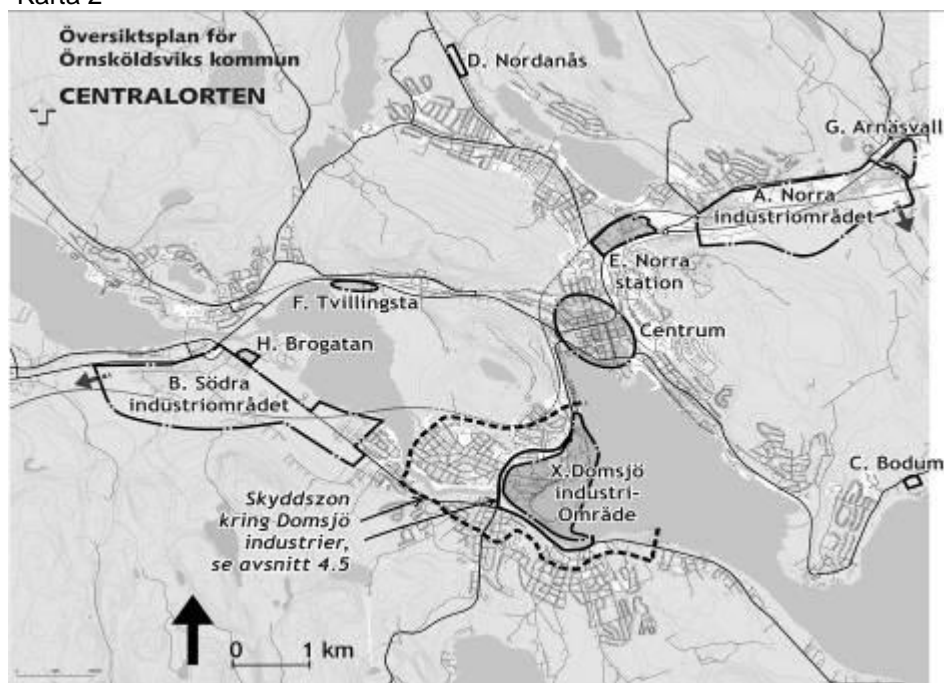 Karta 2
Översiktsplan för
Örnsköldsviks kommun
CENTRALORTEN
D. Nordanås
G. Arnäsvall
A. Norra
industriområdet
E. Norra
station
F. Tvillingsta
Centrum
H. Brogatan
B. Södra
industriområdet
X.Domsjö
industri-
Område
C. Bodum
Skyddszon
kring Domsjö
industrier,
se avsnitt 4.5
0 1 km